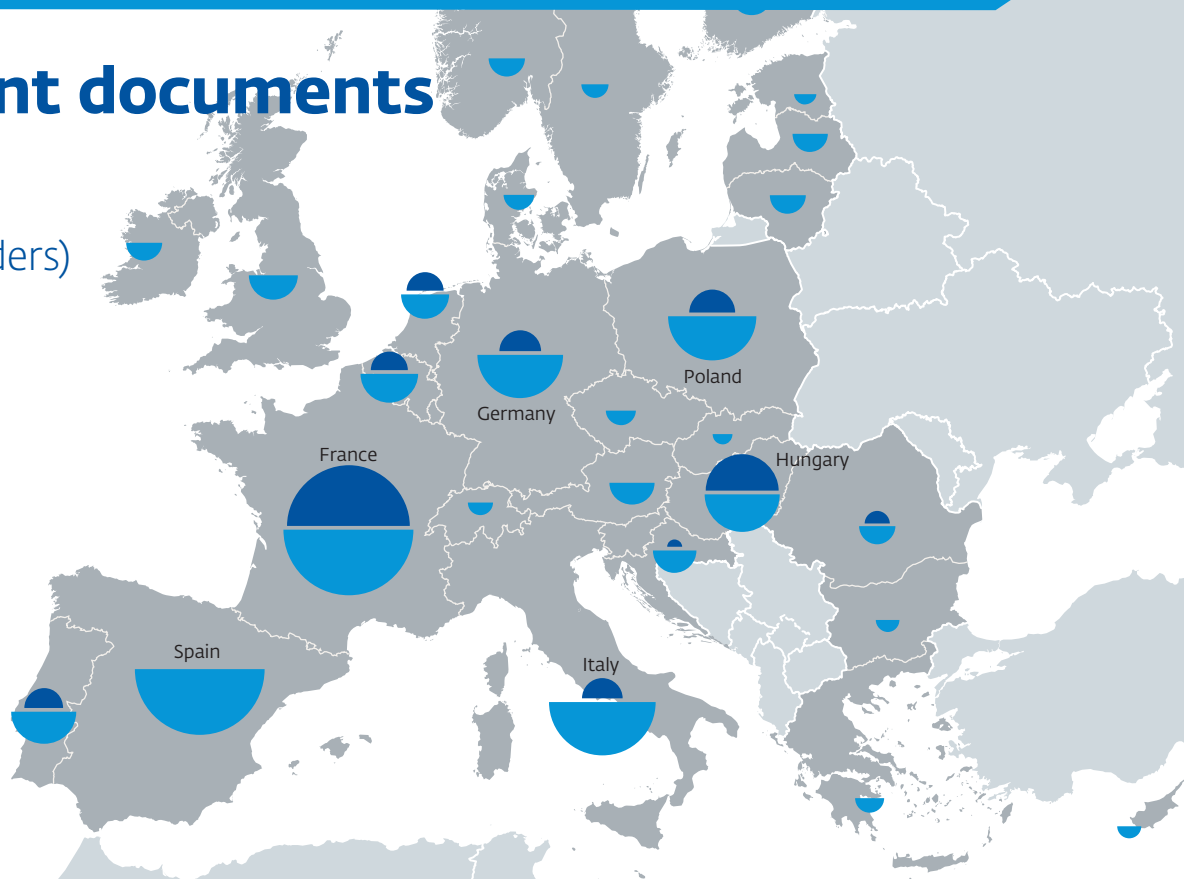 nt documents
ders)
Poland
Germany
France
Hungary
Spain
Italy